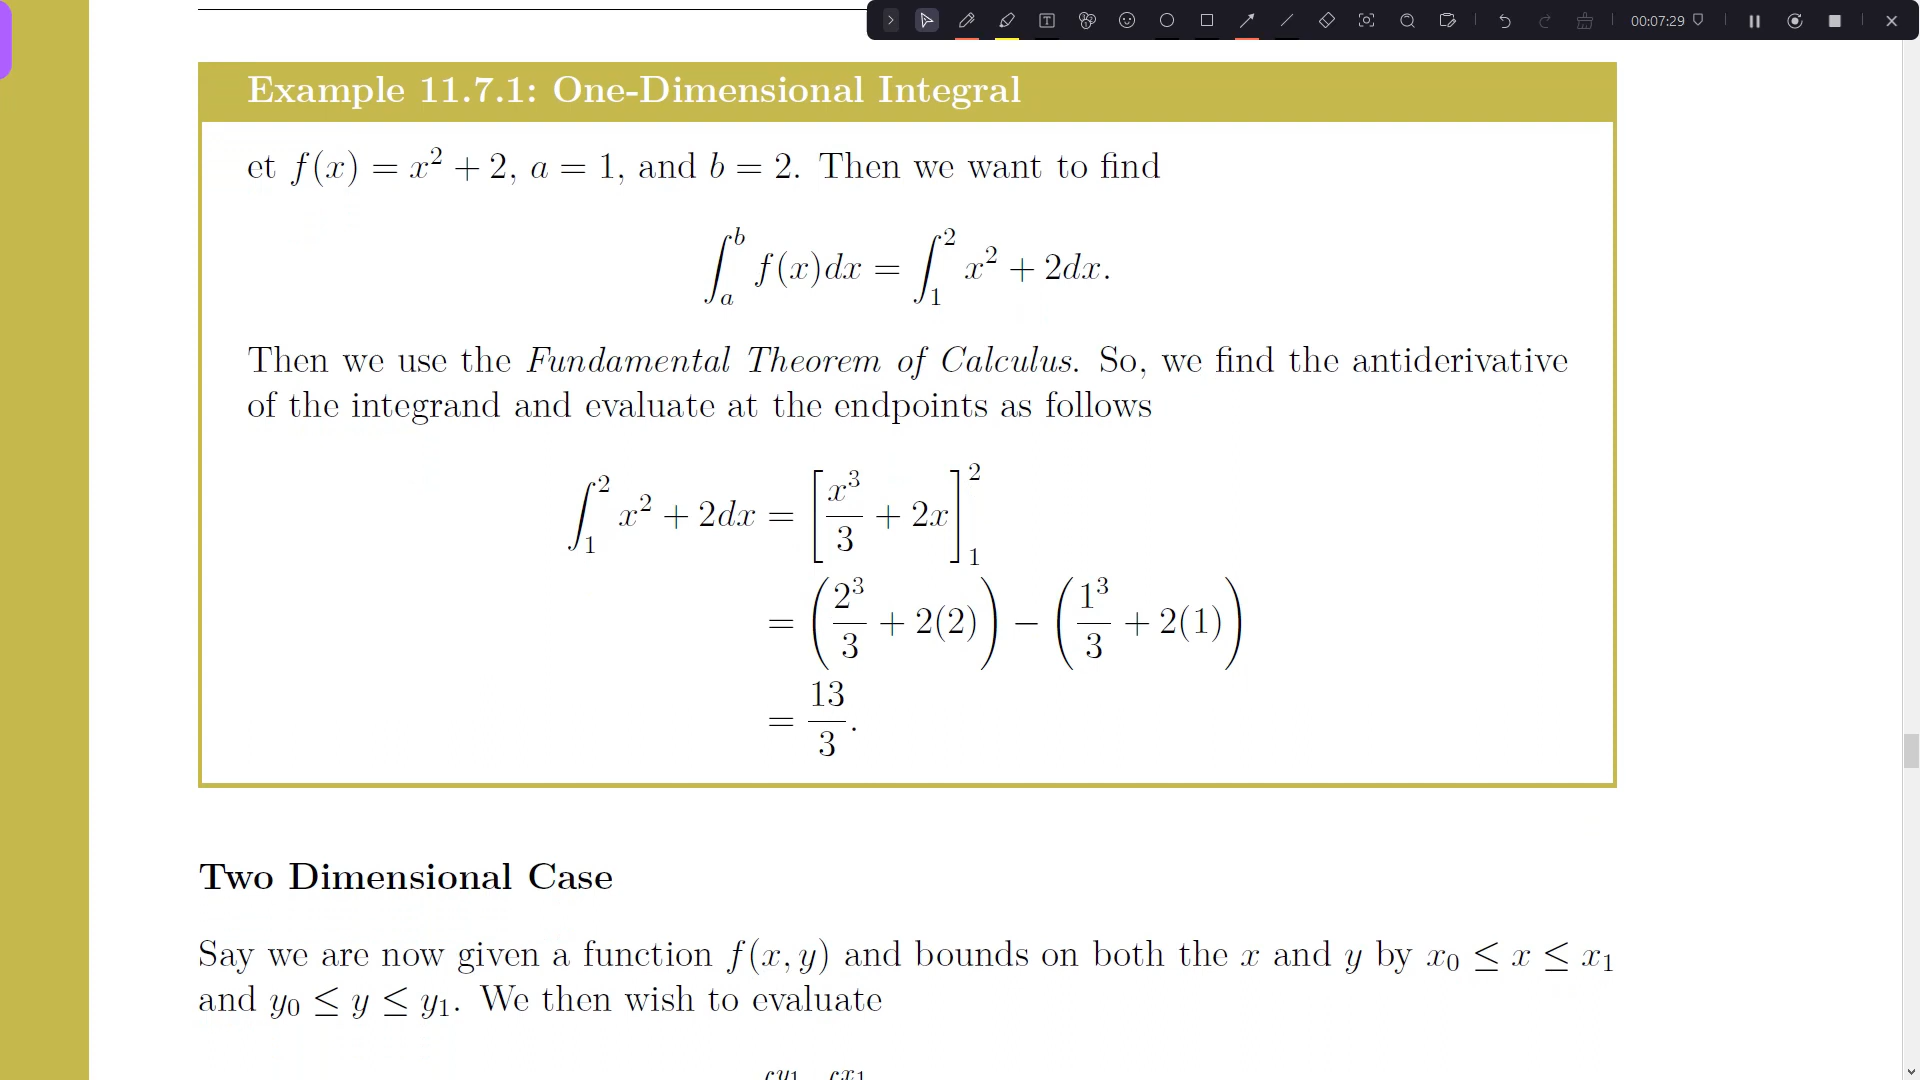 00:07:29
Example 11.7.1: One-Dimensional Integral
et f(x) = x² + 2, a = 1, and b = 2. Then we want to find
∫_a^b f(x)dx = ∫_1^2 x² + 2dx.
Then we use the Fundamental Theorem of Calculus. So, we find the antiderivative
of the integrand and evaluate at the endpoints as follows
∫_1^2 x² + 2dx = [x³/3 + 2x]_1^2
= (2³/3 + 2(2)) − (1³/3 + 2(1))
= 13/3.
Two Dimensional Case
Say we are now given a function f(x, y) and bounds on both the x and y by x₀ ≤ x ≤ x₁
and y₀ ≤ y ≤ y₁. We then wish to evaluate